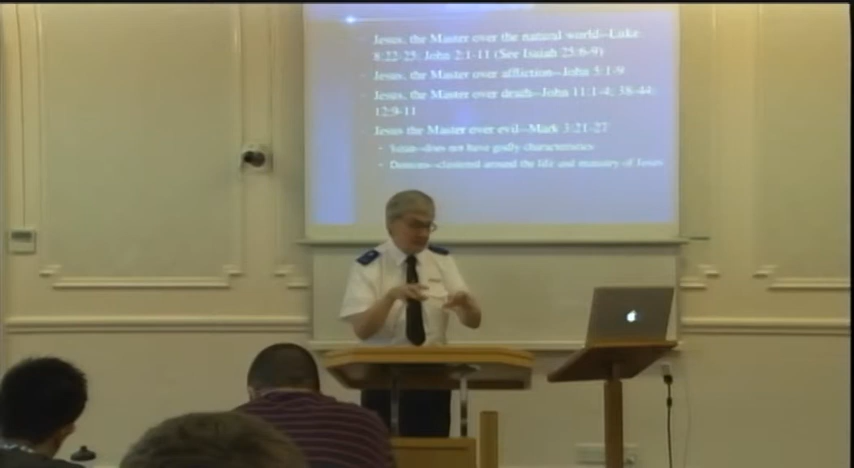 Jesus, the Master over the natural world--Luke
8:22-25; John 2:1-11 (See Isaiah 25:6-9)
Jesus, the Master over affliction--John 5:1-9
Jesus, the Master over death--John 11:1-4; 38-44;
12:9-11
Jesus the Master over evil--Mark 3:21-27
Satan--does not have godly characteristics
Demons--clustered around the life and ministry of Jesus